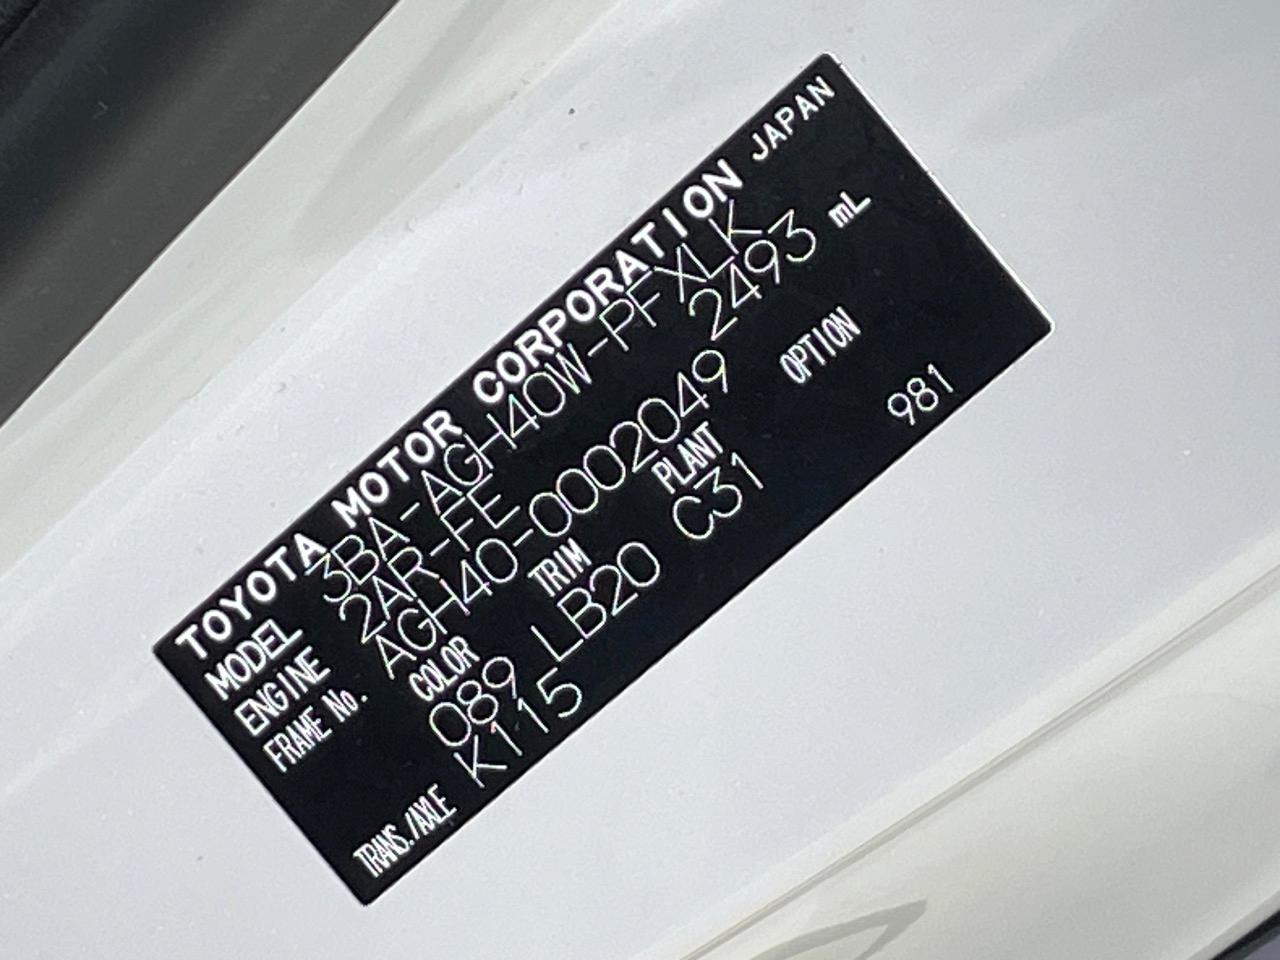 TOYOTA MOTOR CORPORATION JAPAN
MODEL 3BA-AGH40W-PFXLK
ENGINE 2AR-FE 2493 mL
FRAME No. AGH40-0002049
COLOR TRIM PLANT OPTION
089 LB20 C31 981
TRANS./AXLE K115